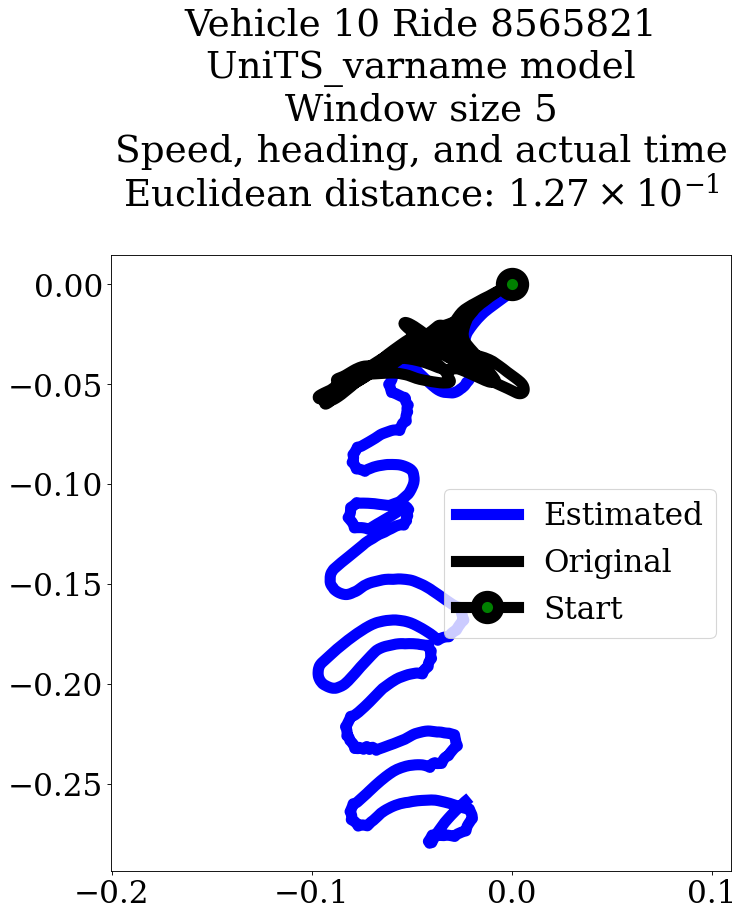 Vehicle 10 Ride 8565821
UniTS_varname model
Window size 5
Speed, heading, and actual time
Euclidean distance: 1.27 × 10⁻¹
0.00
−0.05
−0.10
−0.15
−0.20
−0.25
Estimated
Original
Start
−0.2
−0.1
0.0
0.1